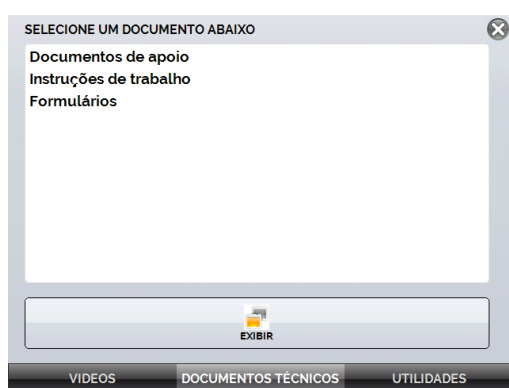 SELECIONE UM DOCUMENTO ABAIXO
Documentos de apoio
Instruções de trabalho
Formulários
EXIBIR
VIDEOS DOCUMENTOS TÉCNICOS UTILIDADES